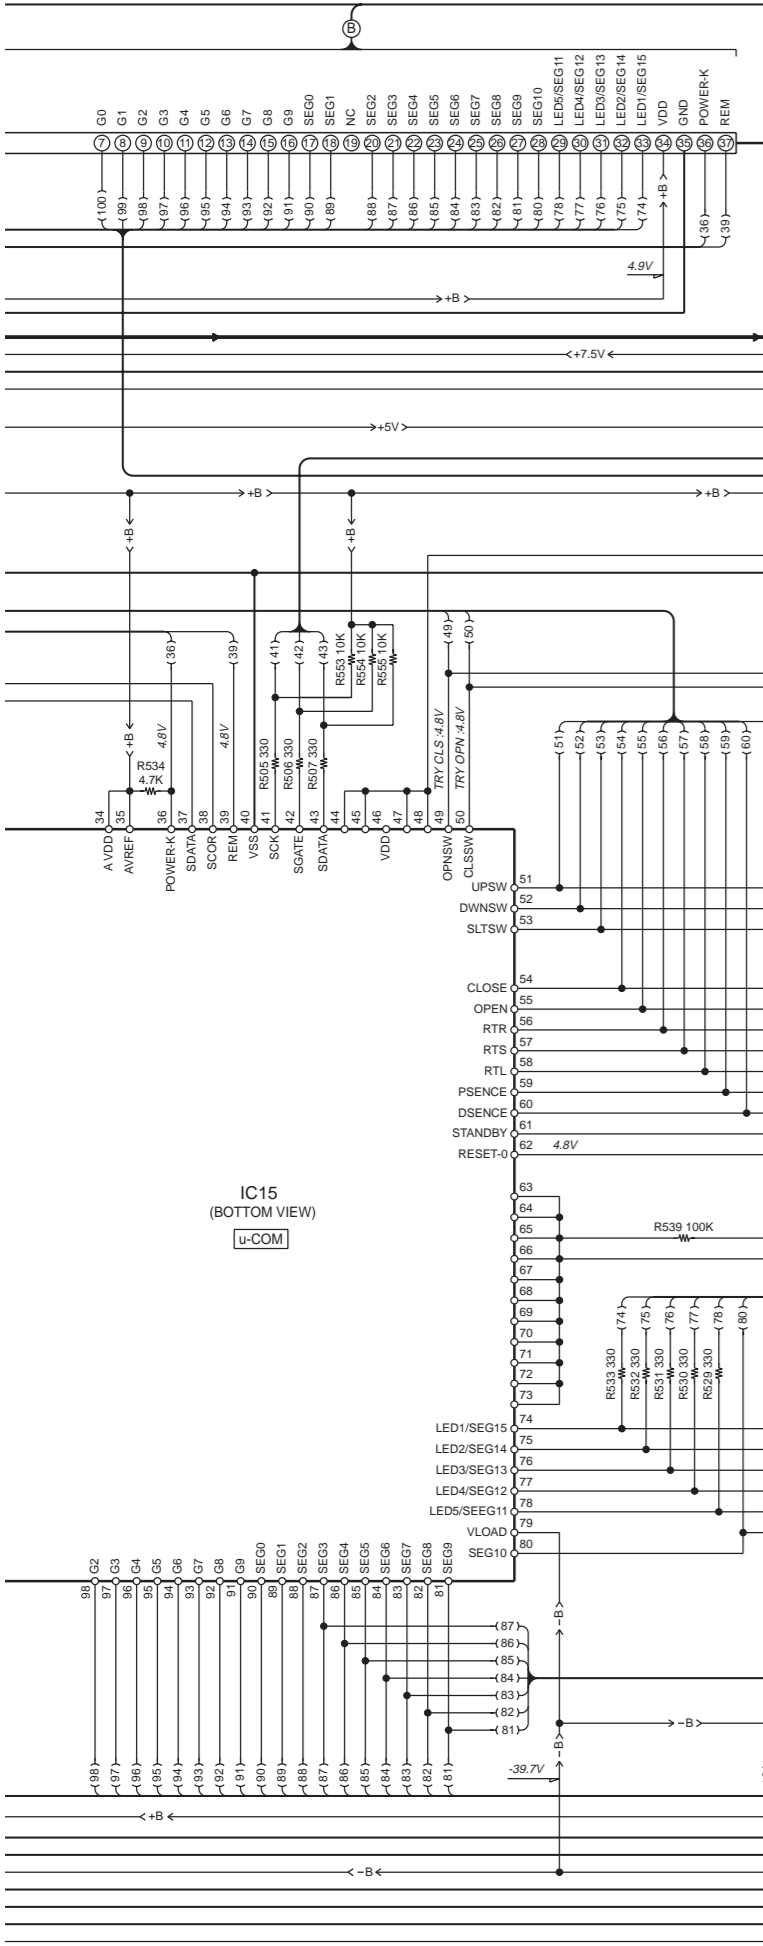 B
G0
G1
G2
G3
G4
G5
G6
G7
G8
G9
SEG0
SEG1
NC
SEG2
SEG3
SEG4
SEG5
SEG6
SEG7
SEG8
SEG9
SEG10
LED5/SEG11
LED4/SEG12
LED3/SEG13
LED2/SEG14
LED1/SEG15
VDD
GND
POWER-K
REM
7 8 9 10 11 12 13 14 15 16 17 18 19 20 21 22 23 24 25 26 27 28 29 30 31 32 33 34 35 36 37
(100) (99) (98) (97) (96) (95) (94) (93) (92) (91) (90) (89) (88) (87) (86) (85) (84) (83) (82) (81) (80) (78) (77) (76) (75) (74) +B (36) (39)
4.9V
+B
+7.5V
+5V
+B +B
+B +B
(36) (39) (41) (42) (43) R553 10K R554 10K R555 10K (49) (50)
+B 4.8V 4.8V R505 330 R506 330 R507 330 TRY CLS :4.8V TRY OPN :4.8V
(51) (52) (53) (54) (55) (56) (57) (58) (59) (60)
R534
4.7K
34 35 36 37 38 39 40 41 42 43 44 45 46 47 48 49 50
A VDD
AVREF
POWER-K
SDATA
SCOR
REM
VSS
SCK
SGATE
SDATA
VDD
OPNSW
CLSSW
UPSW 51
DWNSW 52
SLTSW 53
CLOSE 54
OPEN 55
RTR 56
RTS 57
RTL 58
PSENCE 59
DSENCE 60
STANDBY 61
RESET-0 62 4.8V
IC15
(BOTTOM VIEW)
u-COM
63
64
65
R539 100K
66
67
68
69
70
71
72
73
(74) (75) (76) (77) (78) (80)
R533 330 R532 330 R531 330 R530 330 R529 330
LED1/SEG15 74
LED2/SEG14 75
LED3/SEG13 76
LED4/SEG12 77
LED5/SEEG11 78
VLOAD 79
SEG10 80
G2 G3 G4 G5 G6 G7 G8 G9 SEG0 SEG1 SEG2 SEG3 SEG4 SEG5 SEG6 SEG7 SEG8 SEG9
98 97 96 95 94 93 92 91 90 89 88 87 86 85 84 83 82 81
-B
(87)
(86)
(85)
(84)
(83)
(82)
(81)
-B
-B
(98) (97) (96) (95) (94) (93) (92) (91) (90) (89) (88) (87) (86) (85) (84) (83) (82) (81)
-39.7V
+B
-B